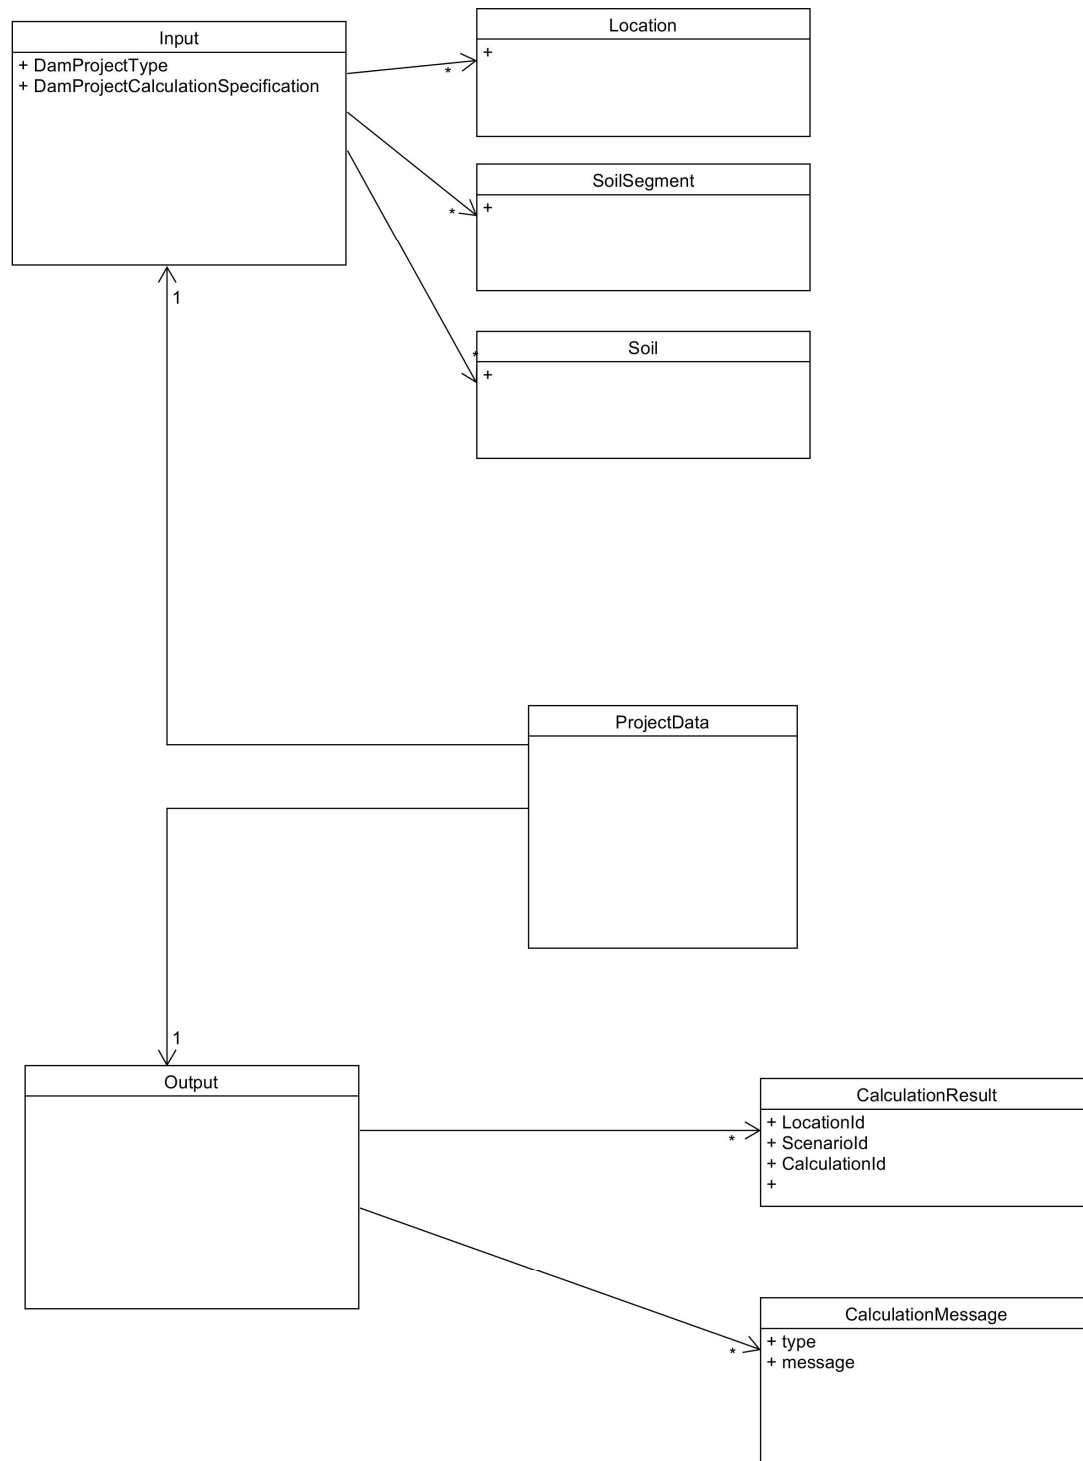 Input
+ DamProjectType
+ DamProjectCalculationSpecification
Location
+
*
SoilSegment
+
*
Soil
+
*
1
ProjectData
1
Output
CalculationResult
+ LocationId
+ ScenarioId
+ CalculationId
+
*
CalculationMessage
+ type
+ message
*